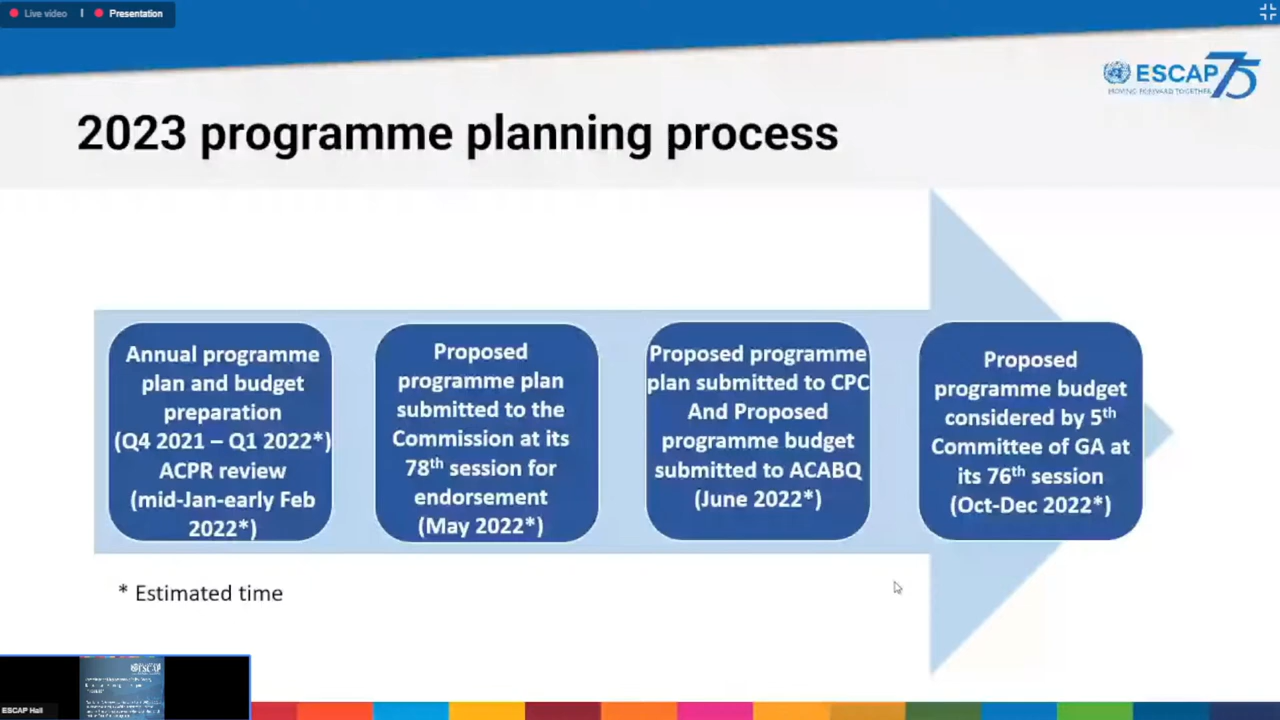 Live video
Presentation
ESCAP 75
MOVING FORWARD TOGETHER
2023 programme planning process
Annual programme
plan and budget
preparation
(Q4 2021 – Q1 2022*)
ACPR review
(mid-Jan-early Feb
2022*)
Proposed
programme plan
submitted to the
Commission at its
78th session for
endorsement
(May 2022*)
Proposed programme
plan submitted to CPC
And Proposed
programme budget
submitted to ACABQ
(June 2022*)
Proposed
programme budget
considered by 5th
Committee of GA at
its 76th session
(Oct-Dec 2022*)
* Estimated time
ESCAP
ESCAP Hall